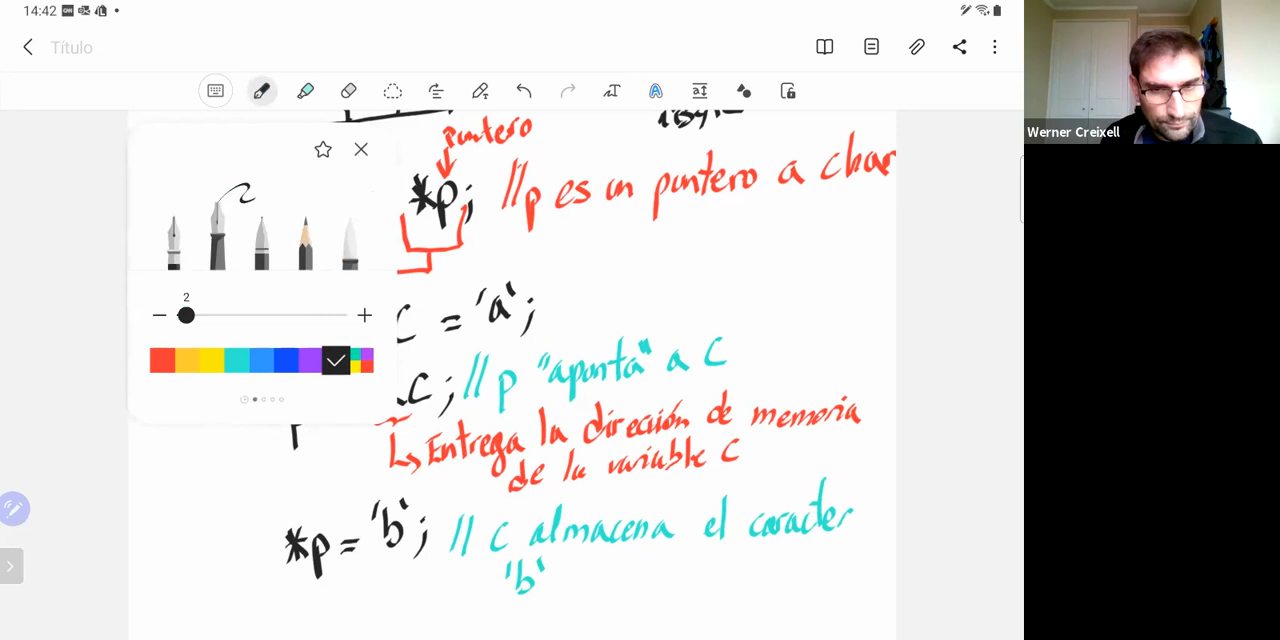 14:42
Título
Werner Creixell
puntero
*p; //p es un puntero a char
2
c = 'a';
c; //p "apunta" a c
↳ Entrega la dirección de memoria
de la variable c
*p = 'b'; // c almacena el caracter
'b'